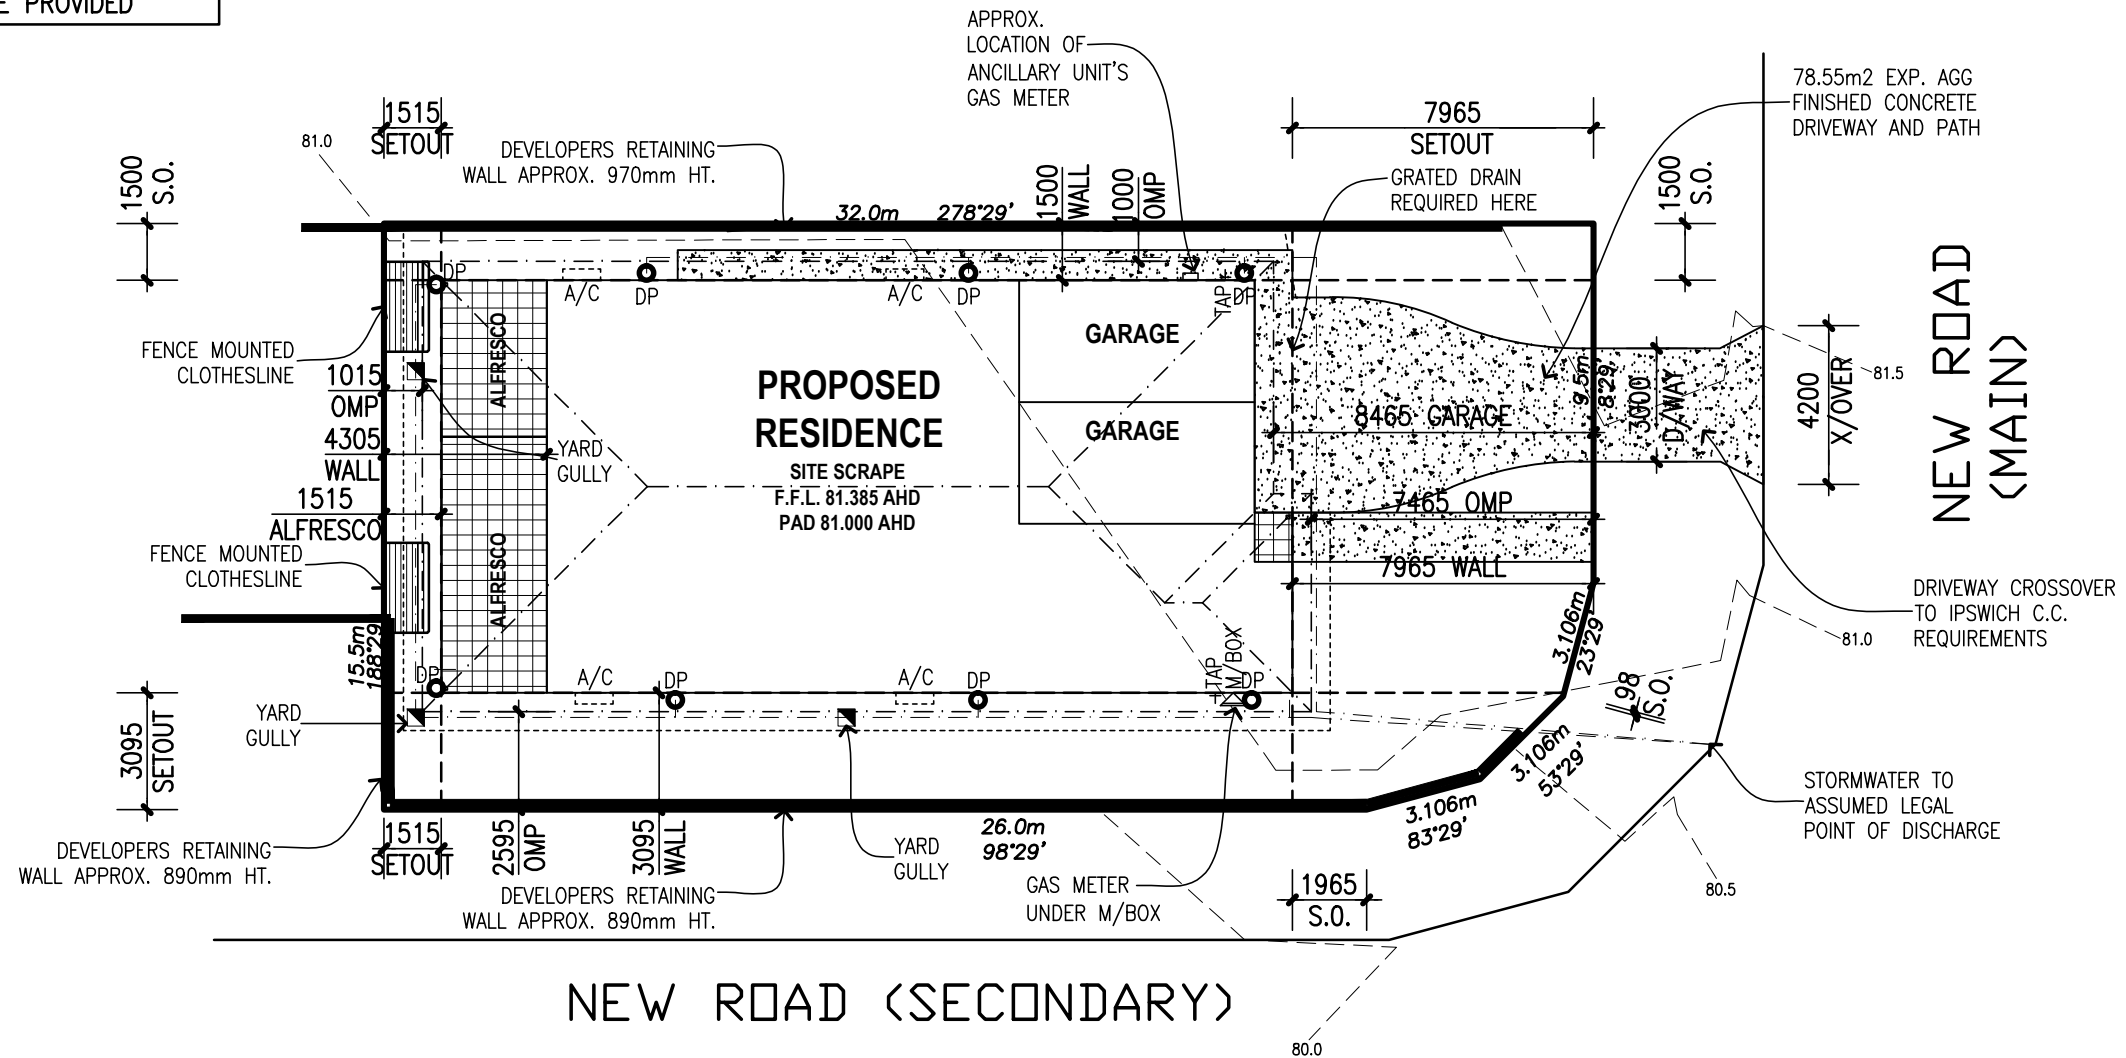 E PROVIDED
APPROX.
LOCATION OF
ANCILLARY UNIT'S
GAS METER
78.55m2 EXP. AGG
FINISHED CONCRETE
DRIVEWAY AND PATH
1515
SETOUT
7965
SETOUT
81.0
DEVELOPERS RETAINING
WALL APPROX. 970mm HT.
1500
S.O.
1500
WALL
1000
OMP
GRATED DRAIN
REQUIRED HERE
1500
S.O.
32.0m 278°29'
DP
A/C
DP
A/C
DP
TAP
DP
FENCE MOUNTED
CLOTHESLINE
ALFRESCO
GARAGE
GARAGE
PROPOSED
RESIDENCE
SITE SCRAPE
F.F.L. 81.385 AHD
PAD 81.000 AHD
1015
OMP
4305
WALL
1515
ALFRESCO
YARD
GULLY
9.5m
8°29'
3000
D/WAY
8465 GARAGE
7465 OMP
7965 WALL
4200
X/OVER
81.5
NEW ROAD
(MAIN)
FENCE MOUNTED
CLOTHESLINE
ALFRESCO
15.5m
188°29'
DRIVEWAY CROSSOVER
TO IPSWICH C.C.
REQUIREMENTS
81.0
3.106m
23°29'
DP
A/C
DP
A/C
DP
TAP
M/BOX
DP
98
S.O.
YARD
GULLY
3095
SETOUT
3.106m
53°29'
STORMWATER TO
ASSUMED LEGAL
POINT OF DISCHARGE
3.106m
83°29'
1515
SETOUT
2595
OMP
3095
WALL
26.0m
98°29'
YARD
GULLY
DEVELOPERS RETAINING
WALL APPROX. 890mm HT.
DEVELOPERS RETAINING
WALL APPROX. 890mm HT.
GAS METER
UNDER M/BOX
1965
S.O.
80.5
NEW ROAD (SECONDARY)
80.0